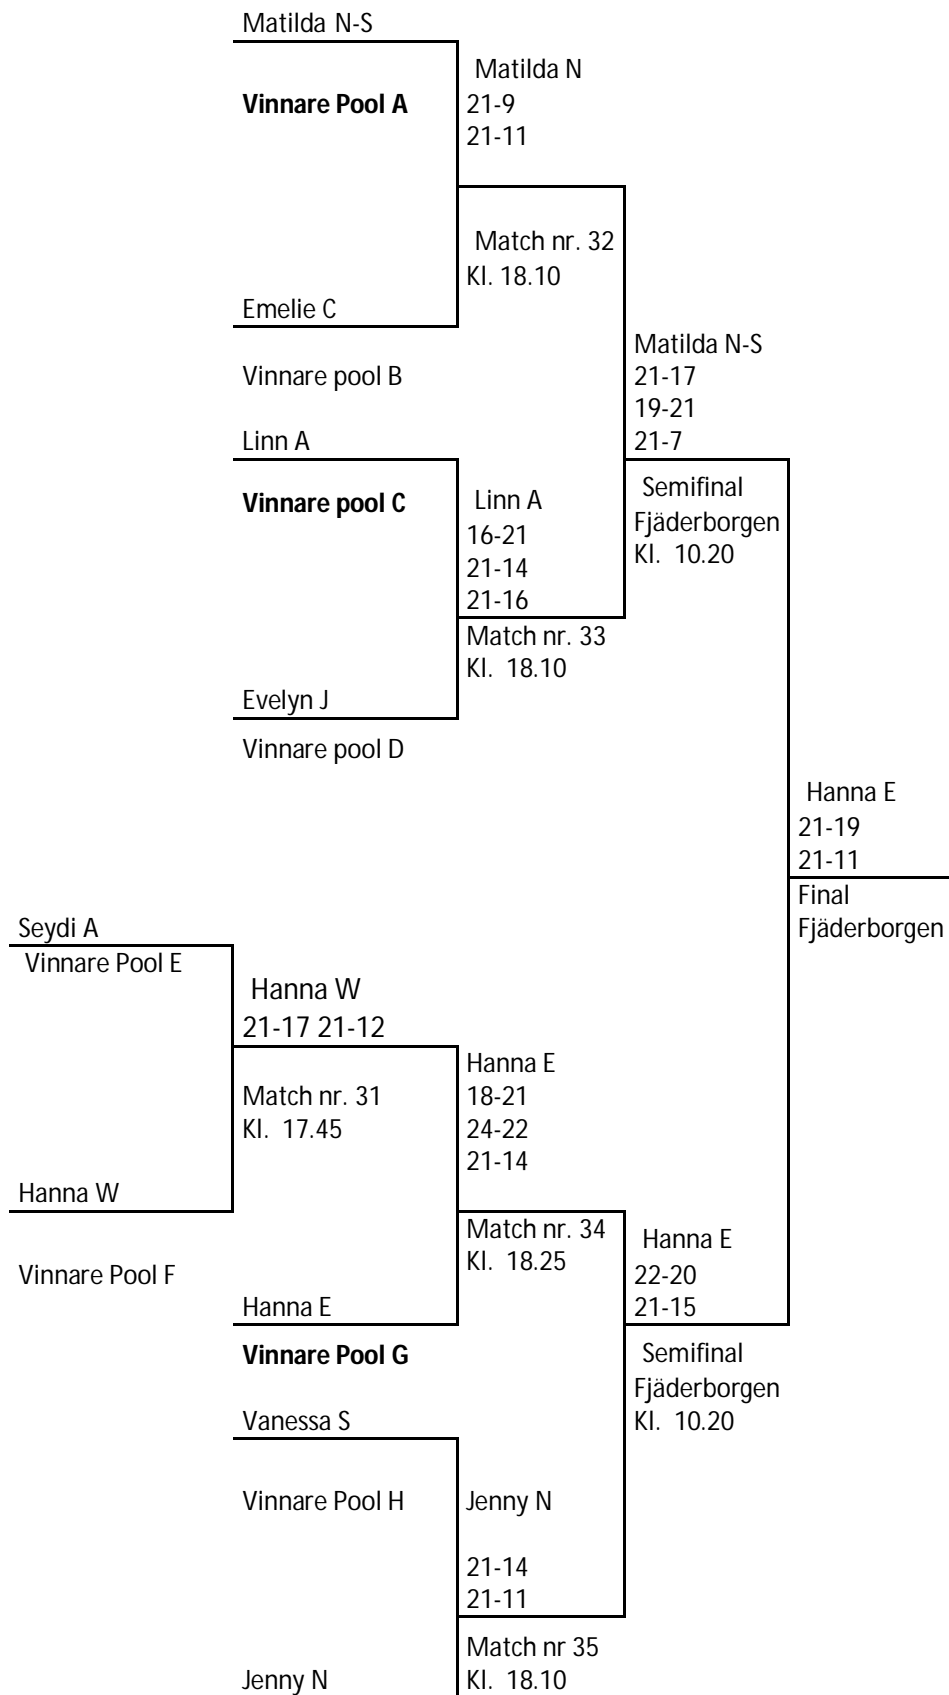 Matilda N-S
Matilda N
Vinnare Pool A
21-9
21-11
Match nr. 32
Kl. 18.10
Emelie C
Matilda N-S
Vinnare pool B
21-17
19-21
Linn A
21-7
Vinnare pool C
Linn A
16-21
21-14
21-16
Semifinal
Fjäderborgen
Kl. 10.20
Match nr. 33
Kl. 18.10
Evelyn J
Vinnare pool D
Hanna E
21-19
21-11
Final
Fjäderborgen
Seydi A
Vinnare Pool E
Hanna W
21-17 21-12
Hanna E
18-21
24-22
21-14
Match nr. 31
Kl. 17.45
Hanna W
Match nr. 34
Kl. 18.25
Hanna E
22-20
21-15
Vinnare Pool F
Hanna E
Vinnare Pool G
Semifinal
Fjäderborgen
Kl. 10.20
Vanessa S
Vinnare Pool H
Jenny N
21-14
21-11
Match nr 35
Kl. 18.10
Jenny N